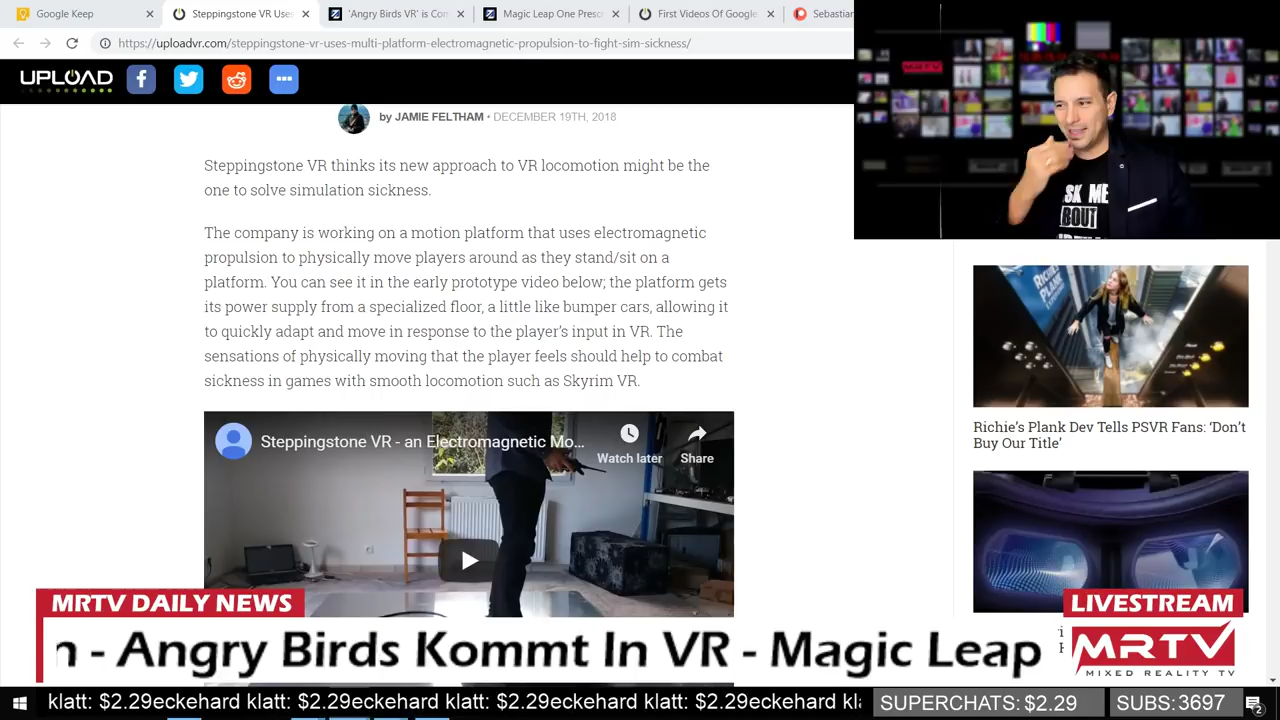 Google Keep
Steppingstone VR Uses
'Angry Birds VR' is Con
Magic Leap One Presc
First Videos Of Google
Sebastian
https://uploadvr.com/steppingstone-vr-uses-multi-platform-electromagnetic-propulsion-to-fight-sim-sickness/
UPLOAD
MRTV
by JAMIE FELTHAM • DECEMBER 19TH, 2018
Steppingstone VR thinks its new approach to VR locomotion might be the
one to solve simulation sickness.
The company is working on a motion platform that uses electromagnetic
propulsion to physically move players around as they stand/sit on a
platform. You can see it in the early prototype video below; the platform gets
its power supply from a specialized floor, a little like bumper cars, allowing it
to quickly adapt and move in response to the player's input in VR. The
sensations of physically moving that the player feels should help to combat
sickness in games with smooth locomotion such as Skyrim VR.
SK ME
BOUT
Steppingstone VR - an Electromagnetic Mo...
Watch later
Share
RICHIE'S
PLANK
Richie's Plank Dev Tells PSVR Fans: 'Don't
Buy Our Title'
MRTV DAILY NEWS
LIVESTREAM
n - Angry Birds Kommt In VR - Magic Leap
MRTV
MIXED REALITY TV
klatt: $2.29eckehard klatt: $2.29eckehard klatt: $2.29eckehard klatt: $2.29eckehard kl
SUPERCHATS: $2.29
SUBS: 3697
2